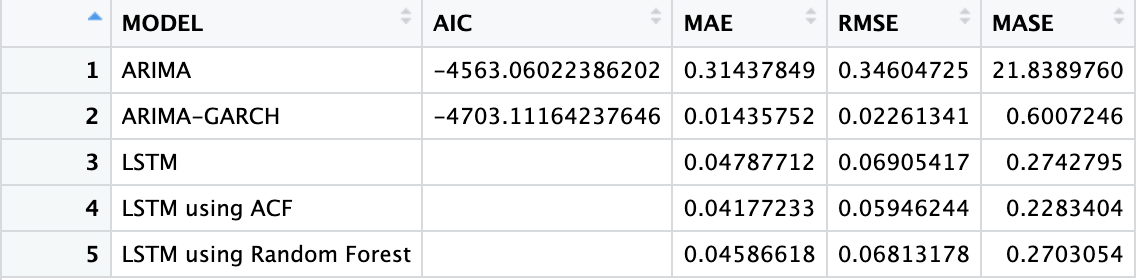 MODEL AIC MAE RMSE MASE
1 ARIMA -4563.06022386202 0.31437849 0.34604725 21.8389760
2 ARIMA-GARCH -4703.11164237646 0.01435752 0.02261341 0.6007246
3 LSTM 0.04787712 0.06905417 0.2742795
4 LSTM using ACF 0.04177233 0.05946244 0.2283404
5 LSTM using Random Forest 0.04586618 0.06813178 0.2703054